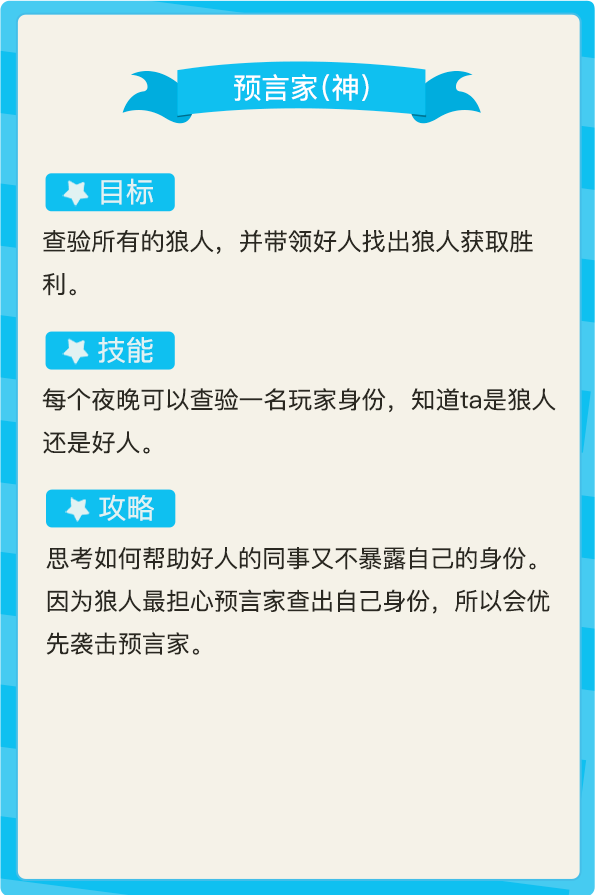 预言家(神)
目标
查验所有的狼人，并带领好人找出狼人获取胜
利。
技能
每个夜晚可以查验一名玩家身份，知道ta是狼人
还是好人。
攻略
思考如何帮助好人的同事又不暴露自己的身份。
因为狼人最担心预言家查出自己身份，所以会优
先袭击预言家。